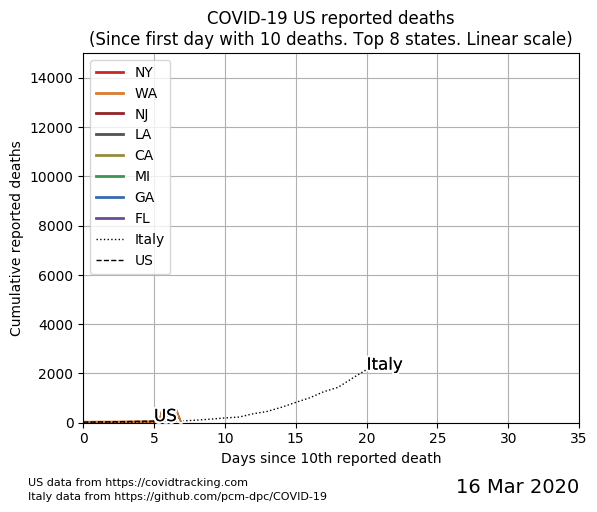 COVID-19 US reported deaths
(Since first day with 10 deaths. Top 8 states. Linear scale)
Cumulative reported deaths
14000
12000
10000
8000
6000
4000
2000
0
NY
WA
NJ
LA
CA
MI
GA
FL
Italy
US
Italy
US
0 5 10 15 20 25 30 35
Days since 10th reported death
US data from https://covidtracking.com
Italy data from https://github.com/pcm-dpc/COVID-19
16 Mar 2020